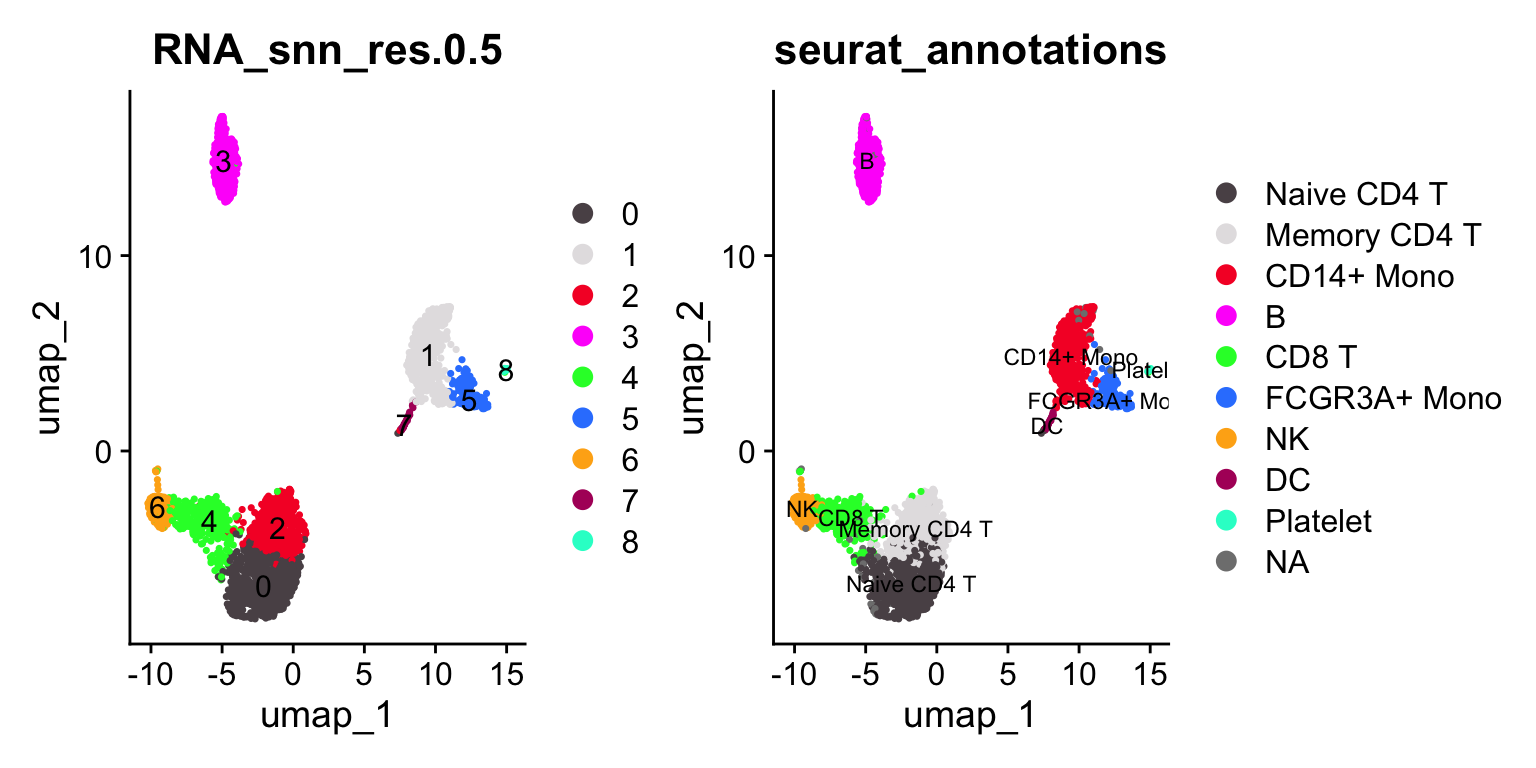 RNA_snn_res.0.5
3
1
8
5
7
6
4
2
0
10
0
-10 -5 0 5 10 15
umap_1
umap_2
0
1
2
3
4
5
6
7
8
seurat_annotations
B
CD14+ Mono
Platel
FCGR3A+ Mo
DC
NK
CD8 T
Memory CD4 T
Naive CD4 T
10
0
-10 -5 0 5 10 15
umap_1
umap_2
Naive CD4 T
Memory CD4 T
CD14+ Mono
B
CD8 T
FCGR3A+ Mono
NK
DC
Platelet
NA